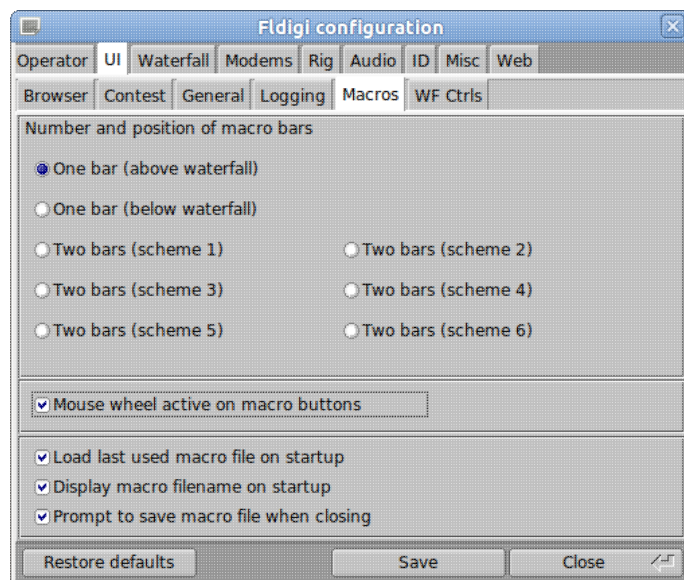 Fldigi configuration
Operator UI Waterfall Modems Rig Audio ID Misc Web
Browser Contest General Logging Macros WF Ctrls
Number and position of macro bars
One bar (above waterfall)
One bar (below waterfall)
Two bars (scheme 1) Two bars (scheme 2)
Two bars (scheme 3) Two bars (scheme 4)
Two bars (scheme 5) Two bars (scheme 6)
Mouse wheel active on macro buttons
Load last used macro file on startup
Display macro filename on startup
Prompt to save macro file when closing
Restore defaults Save Close